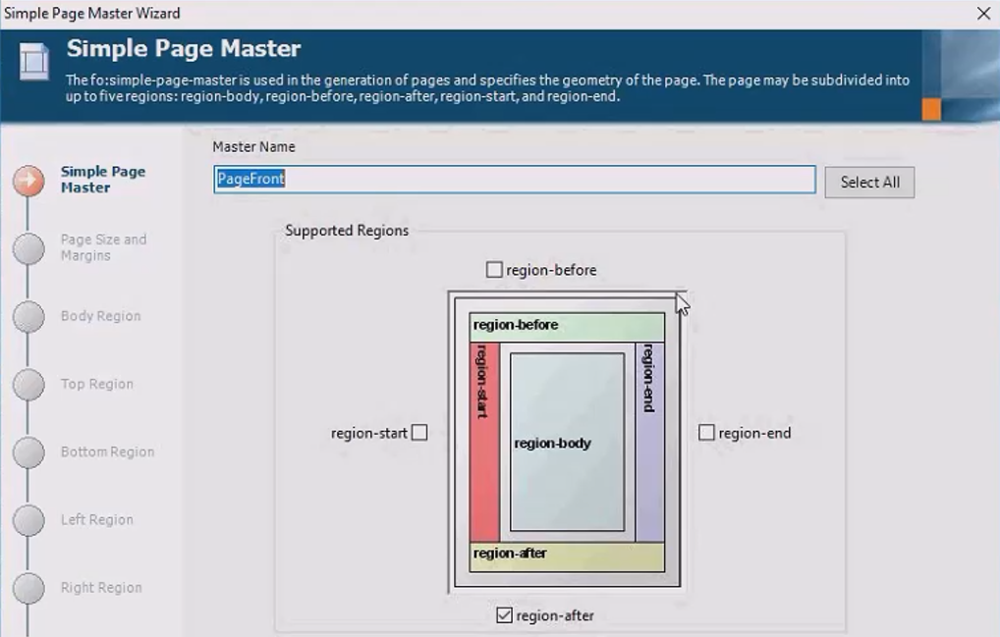 Simple Page Master Wizard
Simple Page Master
The fo:simple-page-master is used in the generation of pages and specifies the geometry of the page. The page may be subdivided into
up to five regions: region-body, region-before, region-after, region-start, and region-end.
Master Name
Simple Page
Master
PageFront
Select All
Supported Regions
Page Size and
Margins
region-before
Body Region
region-before
region-start
region-end
Top Region
region-start
region-end
region-body
Bottom Region
Left Region
region-after
Right Region
region-after